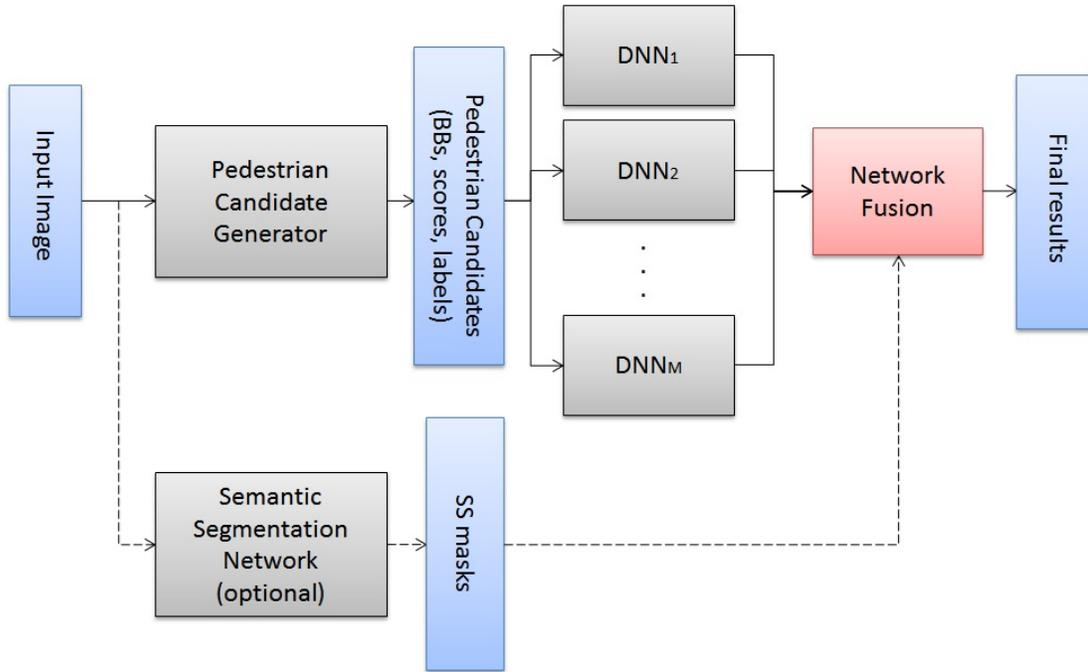 Input Image
Pedestrian
Candidate
Generator
Pedestrian Candidates
(BBs, scores, labels)
DNN₁
DNN₂
.
.
.
DNN_M
Network
Fusion
Final results
Semantic
Segmentation
Network
(optional)
SS masks